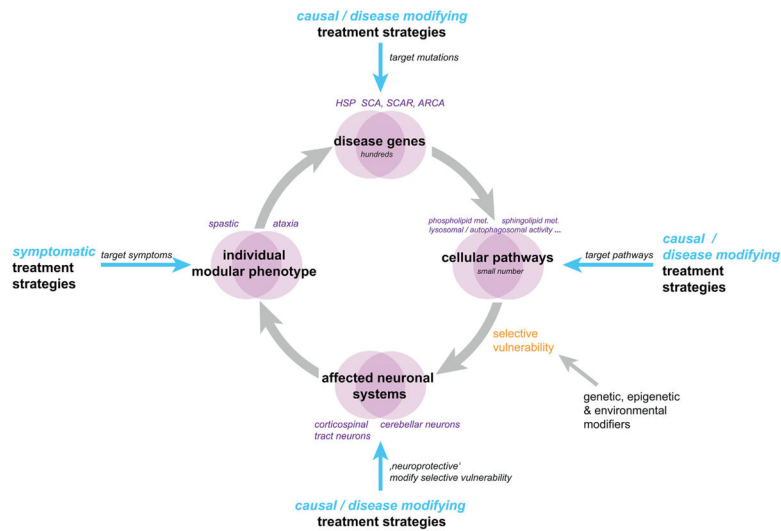 causal / disease modifying
treatment strategies
target mutations
HSP SCA, SCAR, ARCA
disease genes
hundreds
phospholipid met. sphingolipid met.
lysosomal / autophagosomal activity ...
cellular pathways
small number
target pathways
causal /
disease modifying
treatment
strategies
selective
vulnerability
genetic, epigenetic
& environmental
modifiers
affected neuronal
systems
corticospinal
tract neurons
cerebellar neurons
‚neuroprotective‘
modify selective vulnerability
causal / disease modifying
treatment strategies
spastic ataxia
individual
modular phenotype
target symptoms
symptomatic
treatment
strategies